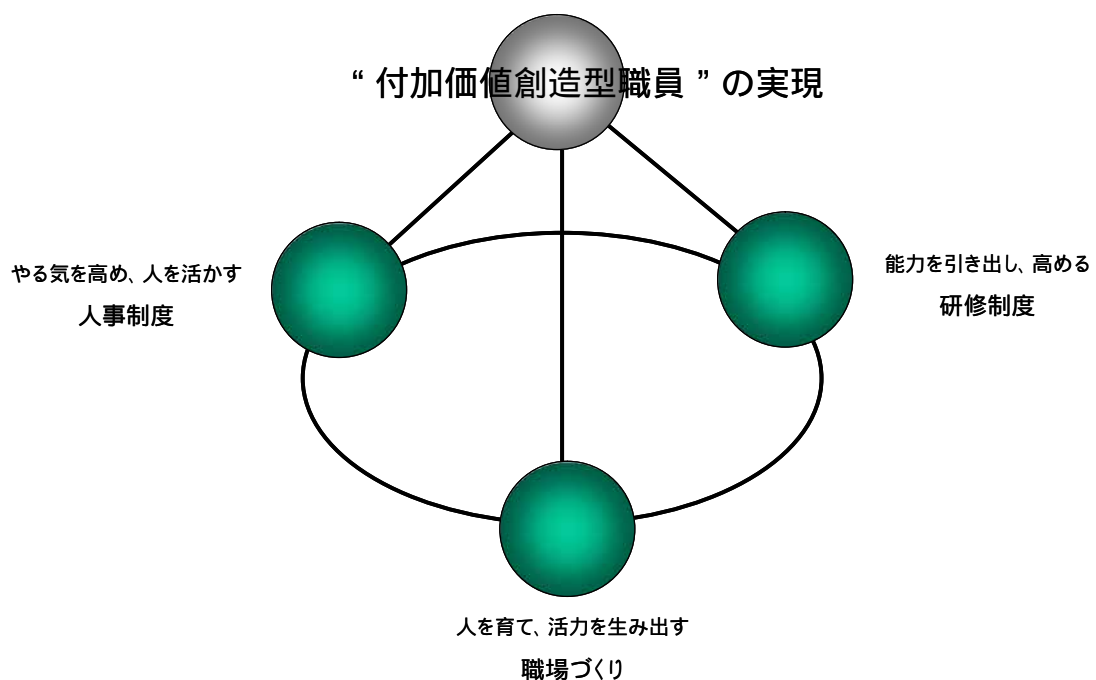 “ 付加価値創造型職員 ” の実現
やる気を高め、人を活かす
人事制度
能力を引き出し、高める
研修制度
人を育て、活力を生み出す
職場づくり